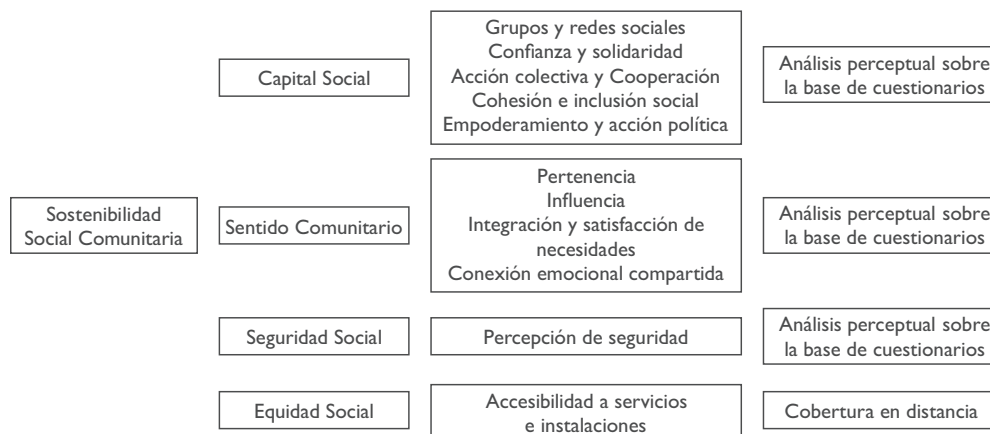 Sostenibilidad
Social Comunitaria
Capital Social
Grupos y redes sociales
Confianza y solidaridad
Acción colectiva y Cooperación
Cohesión e inclusión social
Empoderamiento y acción política
Análisis perceptual sobre
la base de cuestionarios
Sentido Comunitario
Pertenencia
Influencia
Integración y satisfacción de
necesidades
Conexión emocional compartida
Análisis perceptual sobre
la base de cuestionarios
Seguridad Social
Percepción de seguridad
Análisis perceptual sobre
la base de cuestionarios
Equidad Social
Accesibilidad a servicios
e instalaciones
Cobertura en distancia